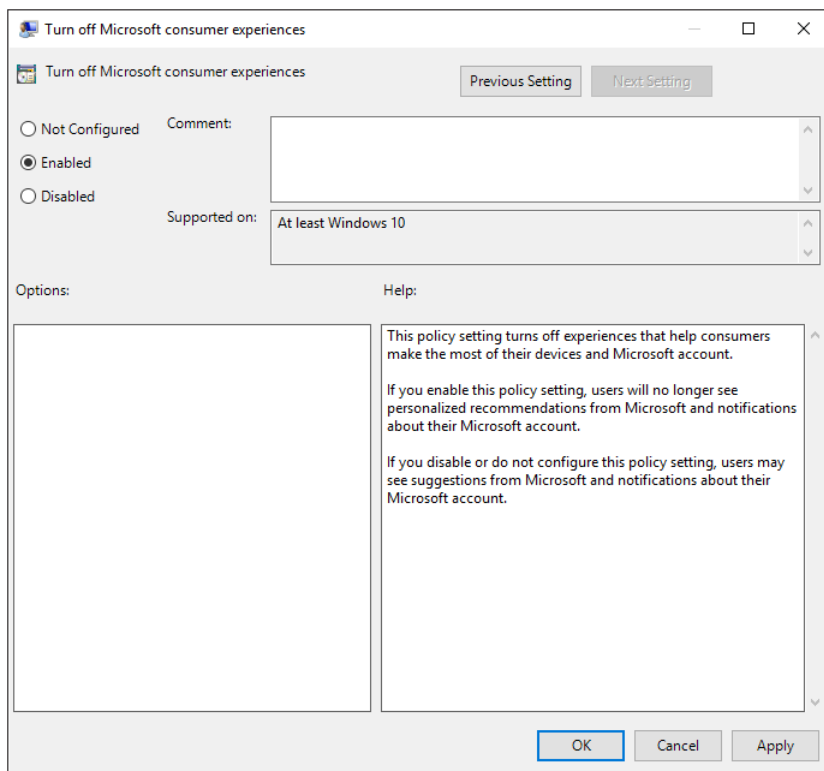 Turn off Microsoft consumer experiences
Turn off Microsoft consumer experiences
Previous Setting
Next Setting
Not Configured
Comment:
Enabled
Disabled
Supported on:
At least Windows 10
Options:
Help:
This policy setting turns off experiences that help consumers
make the most of their devices and Microsoft account.
If you enable this policy setting, users will no longer see
personalized recommendations from Microsoft and notifications
about their Microsoft account.
If you disable or do not configure this policy setting, users may
see suggestions from Microsoft and notifications about their
Microsoft account.
OK
Cancel
Apply